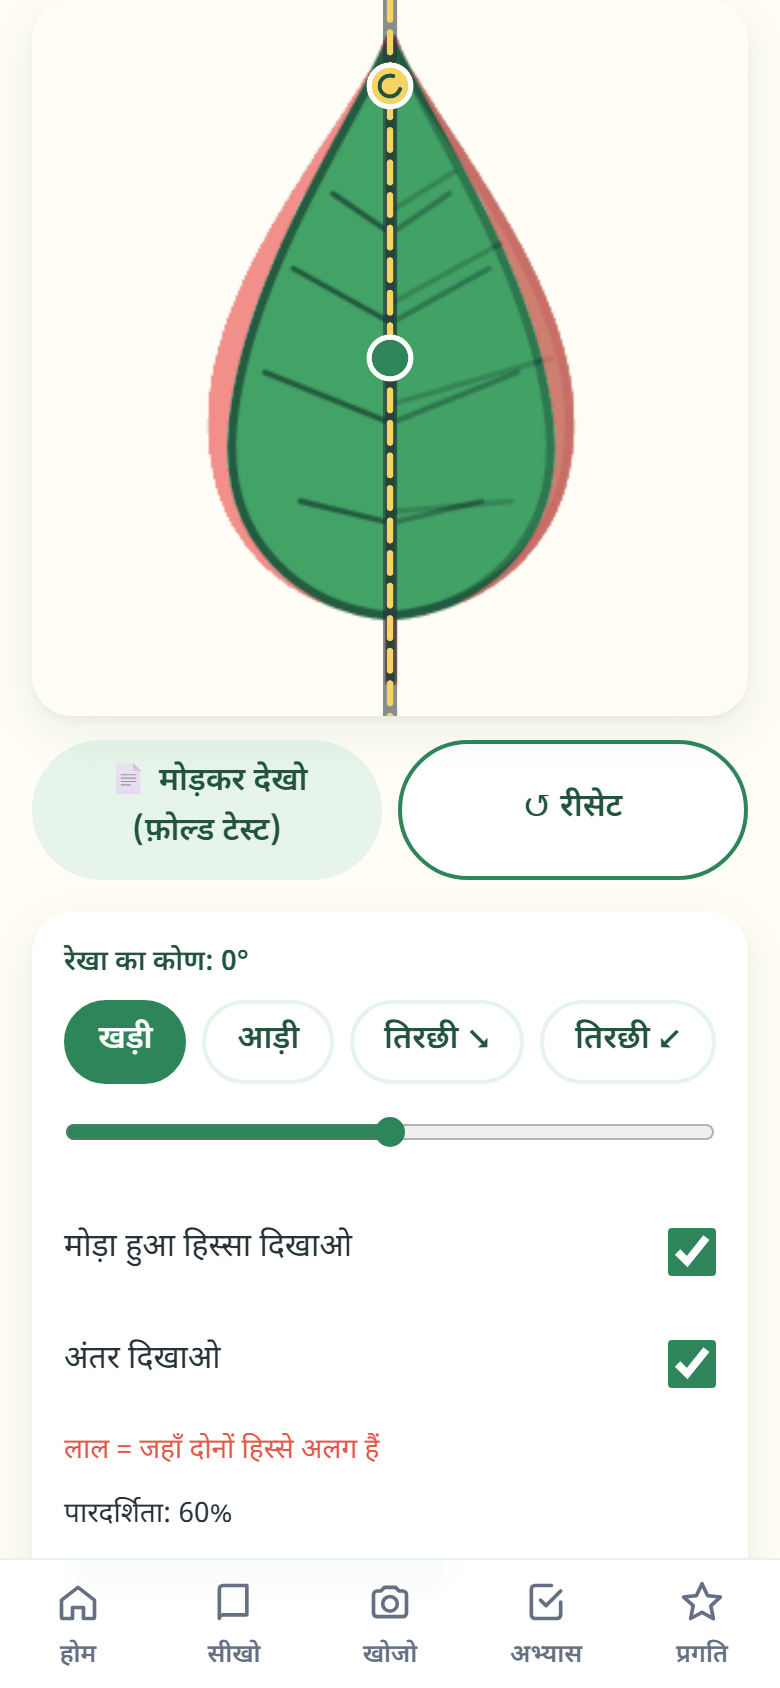 मोड़कर देखो
(फ़ोल्ड टेस्ट)
↺ रीसेट
रेखा का कोण: 0°
खड़ी
आड़ी
तिरछी ↘
तिरछी ↙
मोड़ा हुआ हिस्सा दिखाओ
अंतर दिखाओ
लाल = जहाँ दोनों हिस्से अलग हैं
पारदर्शिता: 60%
होम
सीखो
खोजो
अभ्यास
प्रगति